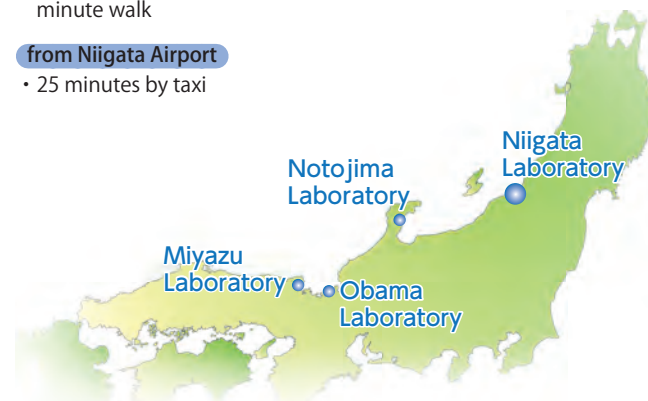 minute walk
from Niigata Airport
・25 minutes by taxi
Niigata
Laboratory
Notojima
Laboratory
Miyazu
Laboratory
Obama
Laboratory